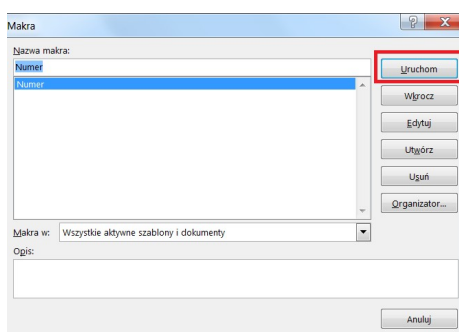 Makra
Nazwa makra:
Numer
Numer
Uruchom
Wkrocz
Edytuj
Utwórz
Usuń
Organizator...
Makra w: Wszystkie aktywne szablony i dokumenty
Opis:
Anuluj